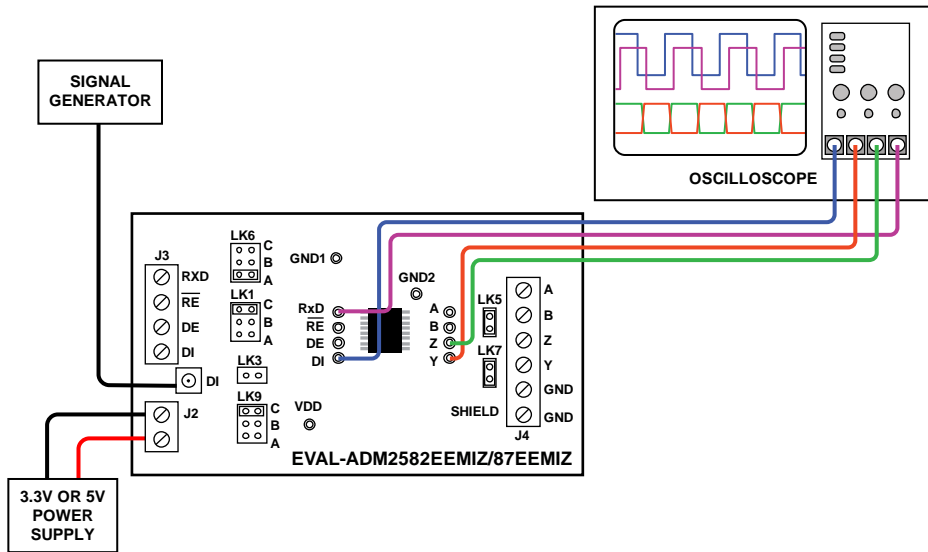 SIGNAL
GENERATOR
OSCILLOSCOPE
LK6
C
B
A
J3
RXD
RE
DE
DI
GND1
GND2
LK1
C
B
A
RxD
RE
DE
DI
A
B
Z
Y
LK5
LK7
A
B
Z
Y
GND
GND
SHIELD
J4
LK3
DI
LK9
C
B
A
VDD
J2
EVAL-ADM2582EEMIZ/87EEMIZ
3.3V OR 5V
POWER
SUPPLY